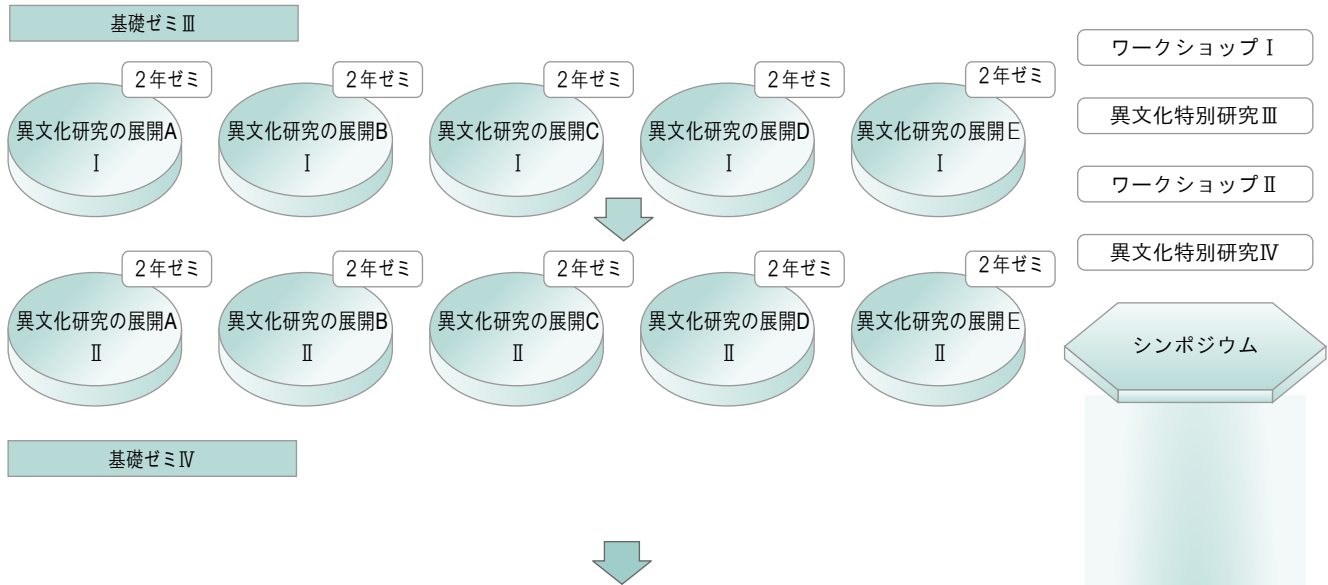 基礎ゼミⅢ
2年ゼミ
異文化研究の展開A
Ⅰ
2年ゼミ
異文化研究の展開B
Ⅰ
2年ゼミ
異文化研究の展開C
Ⅰ
2年ゼミ
異文化研究の展開D
Ⅰ
2年ゼミ
異文化研究の展開E
Ⅰ
2年ゼミ
異文化研究の展開A
Ⅱ
2年ゼミ
異文化研究の展開B
Ⅱ
2年ゼミ
異文化研究の展開C
Ⅱ
2年ゼミ
異文化研究の展開D
Ⅱ
2年ゼミ
異文化研究の展開E
Ⅱ
基礎ゼミⅣ
ワークショップⅠ
異文化特別研究Ⅲ
ワークショップⅡ
異文化特別研究Ⅳ
シンポジウム